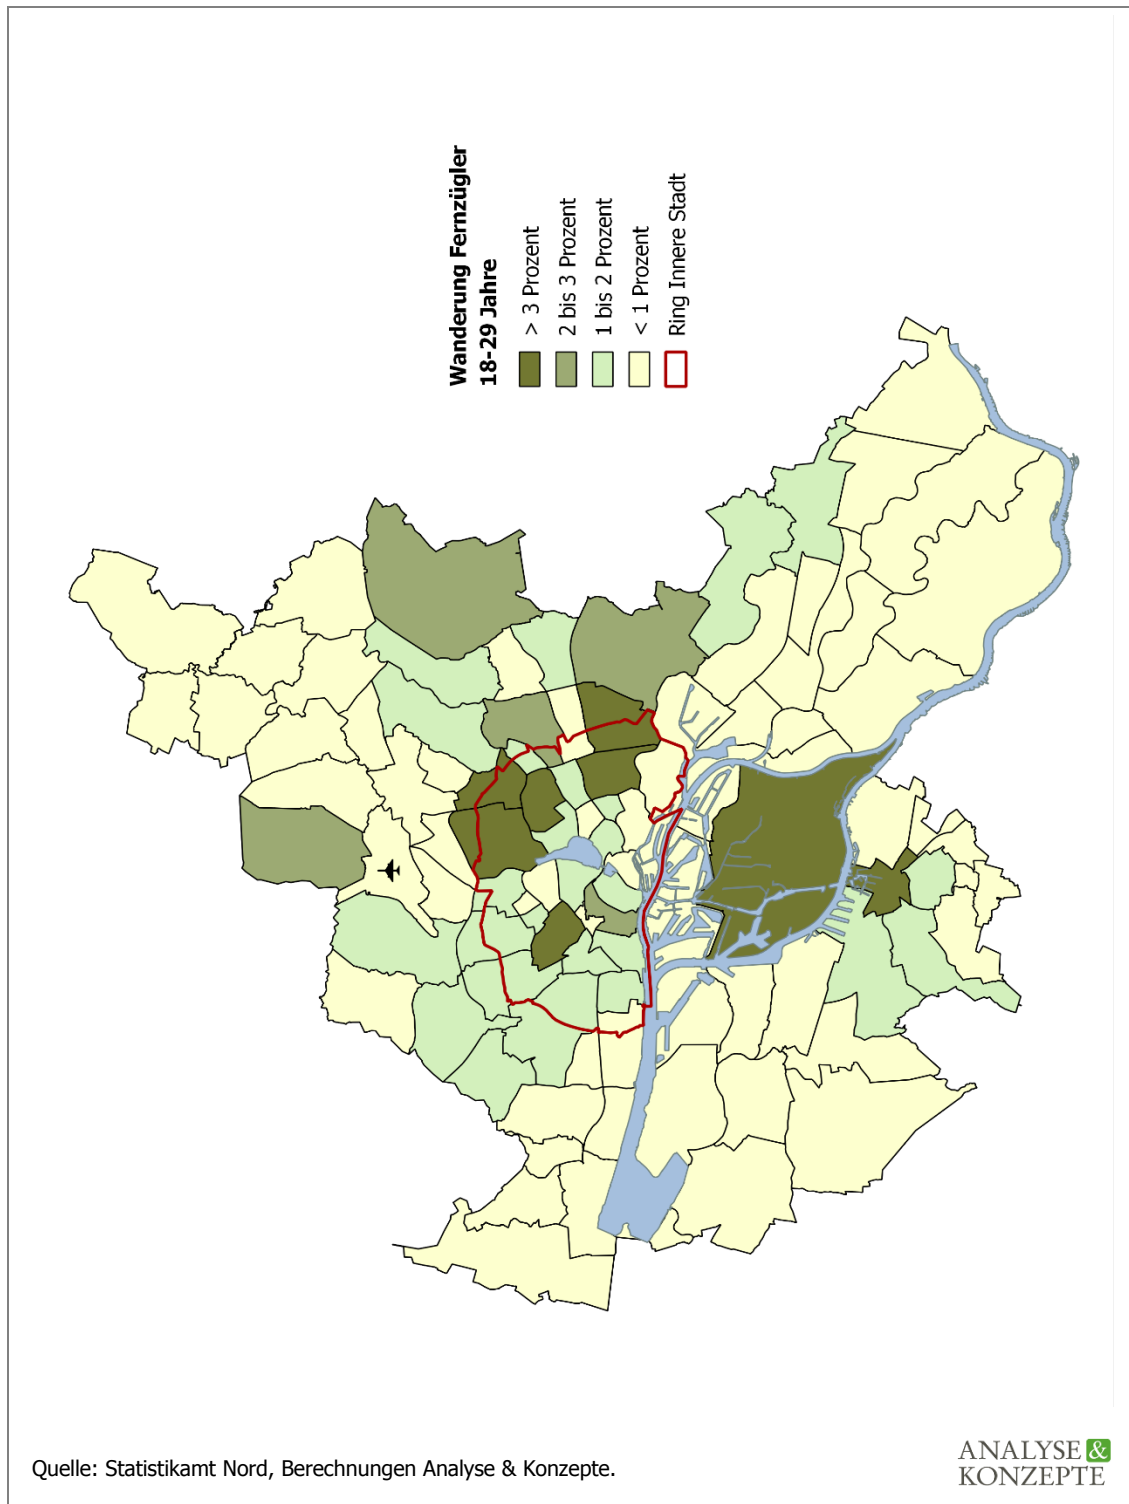 Wanderung Fernzügler
18-29 Jahre
> 3 Prozent
2 bis 3 Prozent
1 bis 2 Prozent
< 1 Prozent
Ring Innere Stadt
Quelle: Statistikamt Nord, Berechnungen Analyse & Konzepte.
ANALYSE &
KONZEPTE